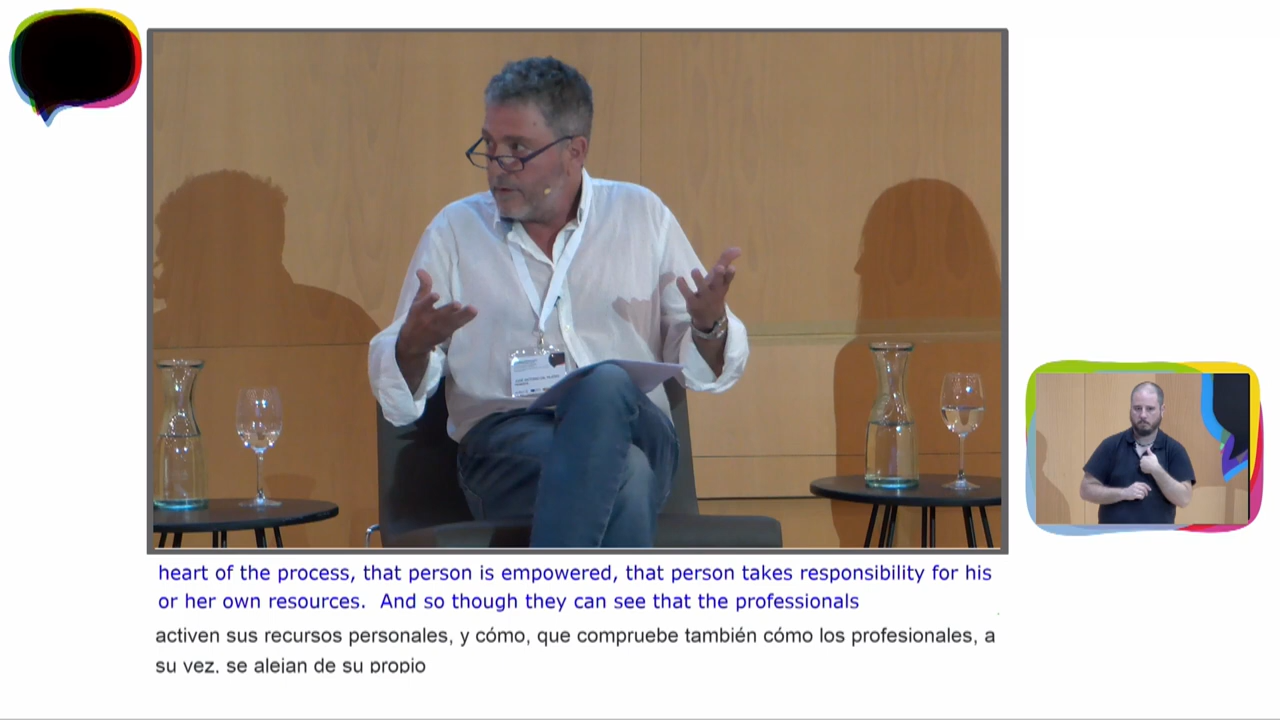 heart of the process, that person is empowered, that person takes responsibility for his
or her own resources.  And so though they can see that the professionals
activen sus recursos personales, y cómo, que compruebe también cómo los profesionales, a
su vez, se alejan de su propio